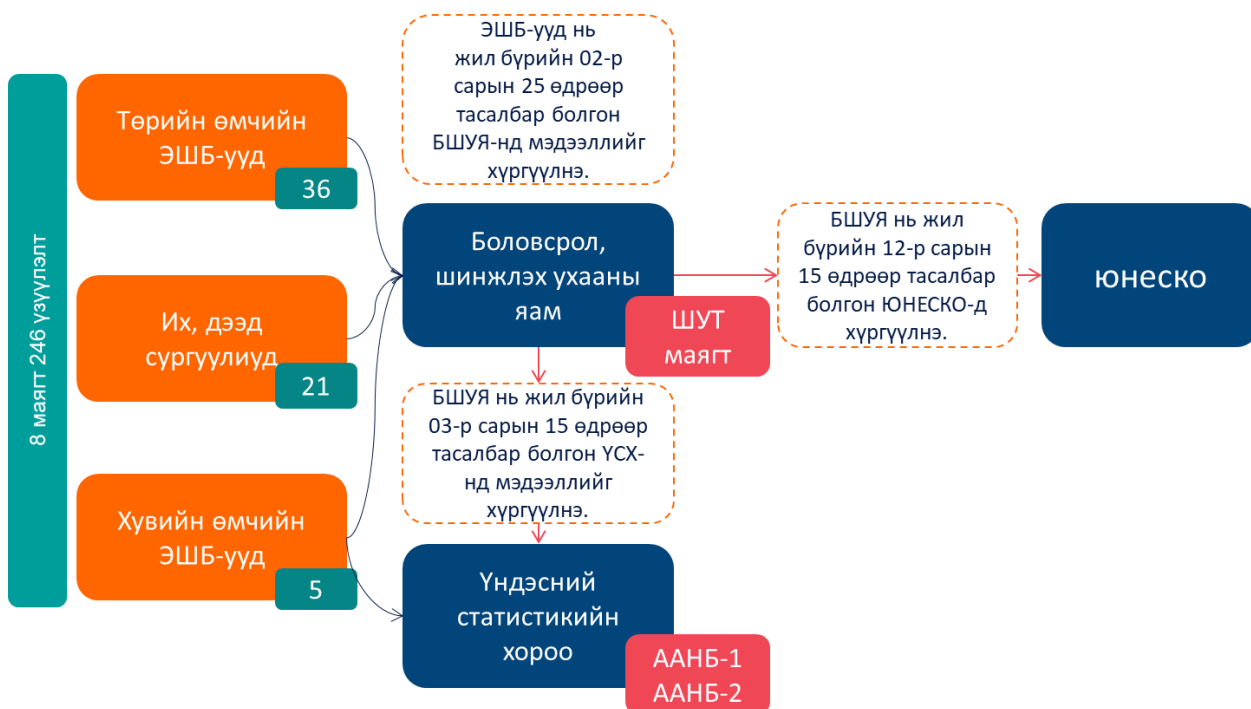 8 маягт 246 үзүүлэлт
Төрийн өмчийн
ЭШБ-ууд
36
Их, дээд
сургуулиуд
21
Хувийн өмчийн
ЭШБ-ууд
5
ЭШБ-ууд нь
жил бүрийн 02-р
сарын 25 өдрөөр
тасалбар болгон
БШУЯ-нд мэдээллийг
хүргүүлнэ.
Боловсрол,
шинжлэх ухааны
яам
ШУТ
маягт
БШУЯ нь жил бүрийн
03-р сарын 15 өдрөөр
тасалбар болгон ҮСХ-
нд мэдээллийг
хүргүүлнэ.
Үндэсний
статистикийн
хороо
ААНБ-1
ААНБ-2
БШУЯ нь жил
бүрийн 12-р сарын
15 өдрөөр тасалбар
болгон ЮНЕСКО-д
хүргүүлнэ.
ЮНЕСКО